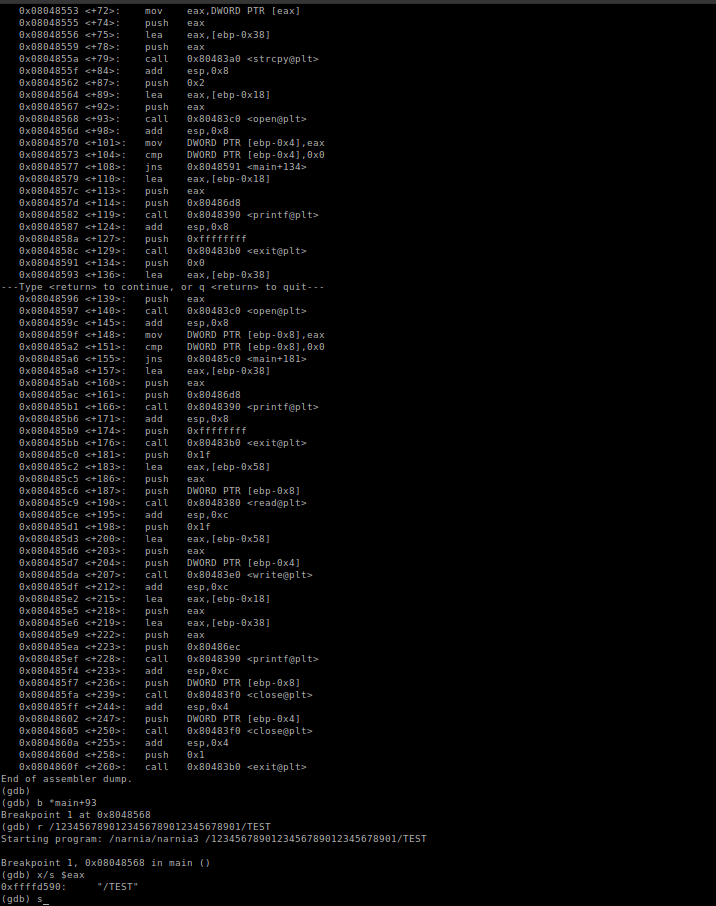 0x08048553 <+72>: mov eax,DWORD PTR [eax]
0x08048555 <+74>: push eax
0x08048556 <+75>: lea eax,[ebp-0x38]
0x08048559 <+78>: push eax
0x0804855a <+79>: call 0x80483a0 <strcpy@plt>
0x0804855f <+84>: add esp,0x8
0x08048562 <+87>: push 0x2
0x08048564 <+89>: lea eax,[ebp-0x18]
0x08048567 <+92>: push eax
0x08048568 <+93>: call 0x80483c0 <open@plt>
0x0804856d <+98>: add esp,0x8
0x08048570 <+101>: mov DWORD PTR [ebp-0x4],eax
0x08048573 <+104>: cmp DWORD PTR [ebp-0x4],0x0
0x08048577 <+108>: jns 0x8048591 <main+134>
0x08048579 <+110>: lea eax,[ebp-0x18]
0x0804857c <+113>: push eax
0x0804857d <+114>: push 0x80486d8
0x08048582 <+119>: call 0x8048390 <printf@plt>
0x08048587 <+124>: add esp,0x8
0x0804858a <+127>: push 0xffffffff
0x0804858c <+129>: call 0x80483b0 <exit@plt>
0x08048591 <+134>: push 0x0
0x08048593 <+136>: lea eax,[ebp-0x38]
---Type <return> to continue, or q <return> to quit---
0x08048596 <+139>: push eax
0x08048597 <+140>: call 0x80483c0 <open@plt>
0x0804859c <+145>: add esp,0x8
0x0804859f <+148>: mov DWORD PTR [ebp-0x8],eax
0x080485a2 <+151>: cmp DWORD PTR [ebp-0x8],0x0
0x080485a6 <+155>: jns 0x80485c0 <main+181>
0x080485a8 <+157>: lea eax,[ebp-0x38]
0x080485ab <+160>: push eax
0x080485ac <+161>: push 0x80486d8
0x080485b1 <+166>: call 0x8048390 <printf@plt>
0x080485b6 <+171>: add esp,0x8
0x080485b9 <+174>: push 0xffffffff
0x080485bb <+176>: call 0x80483b0 <exit@plt>
0x080485c0 <+181>: push 0x1f
0x080485c2 <+183>: lea eax,[ebp-0x58]
0x080485c5 <+186>: push eax
0x080485c6 <+187>: push DWORD PTR [ebp-0x8]
0x080485c9 <+190>: call 0x8048380 <read@plt>
0x080485ce <+195>: add esp,0xc
0x080485d1 <+198>: push 0x1f
0x080485d3 <+200>: lea eax,[ebp-0x58]
0x080485d6 <+203>: push eax
0x080485d7 <+204>: push DWORD PTR [ebp-0x4]
0x080485da <+207>: call 0x80483e0 <write@plt>
0x080485df <+212>: add esp,0xc
0x080485e2 <+215>: lea eax,[ebp-0x18]
0x080485e5 <+218>: push eax
0x080485e6 <+219>: lea eax,[ebp-0x38]
0x080485e9 <+222>: push eax
0x080485ea <+223>: push 0x80486ec
0x080485ef <+228>: call 0x8048390 <printf@plt>
0x080485f4 <+233>: add esp,0xc
0x080485f7 <+236>: push DWORD PTR [ebp-0x8]
0x080485fa <+239>: call 0x80483f0 <close@plt>
0x080485ff <+244>: add esp,0x4
0x08048602 <+247>: push DWORD PTR [ebp-0x4]
0x08048605 <+250>: call 0x80483f0 <close@plt>
0x0804860a <+255>: add esp,0x4
0x0804860d <+258>: push 0x1
0x0804860f <+260>: call 0x80483b0 <exit@plt>
End of assembler dump.
(gdb)
(gdb) b *main+93
Breakpoint 1 at 0x8048568
(gdb) r /1234567890123456789012345678901/TEST
Starting program: /narnia/narnia3 /1234567890123456789012345678901/TEST
Breakpoint 1, 0x08048568 in main ()
(gdb) x/s $eax
0xffffd590: "/TEST"
(gdb) s_